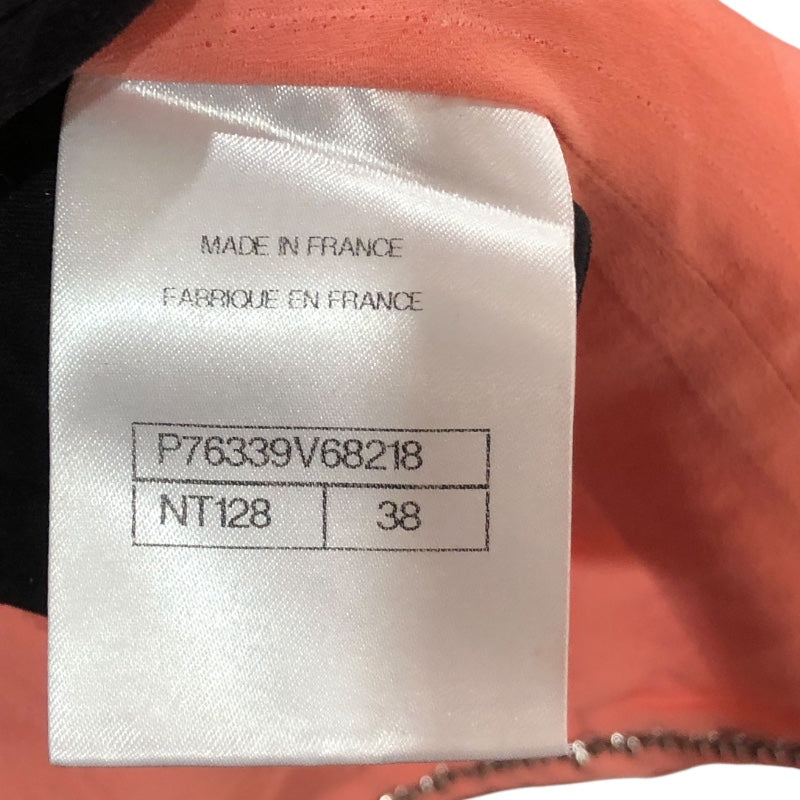 MADE IN FRANCE
FABRIQUE EN FRANCE
P76339V68218
NT128 38